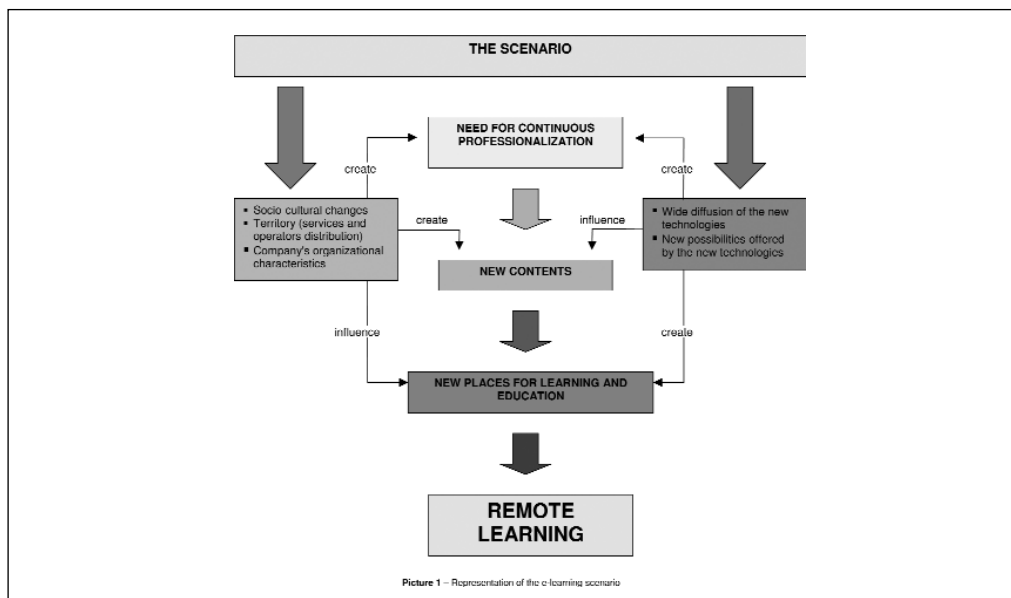 THE SCENARIO
NEED FOR CONTINUOUS
PROFESSIONALIZATION
create
create
▪ Socio cultural changes
▪ Territory (services and
operators distribution)
▪ Company's organizational
characteristics
create
influence
▪ Wide diffusion of the new
technologies
▪ New possibilities offered
by the new technologies
NEW CONTENTS
influence
create
NEW PLACES FOR LEARNING AND
EDUCATION
REMOTE
LEARNING
Picture 1 – Representation of the e-learning scenario